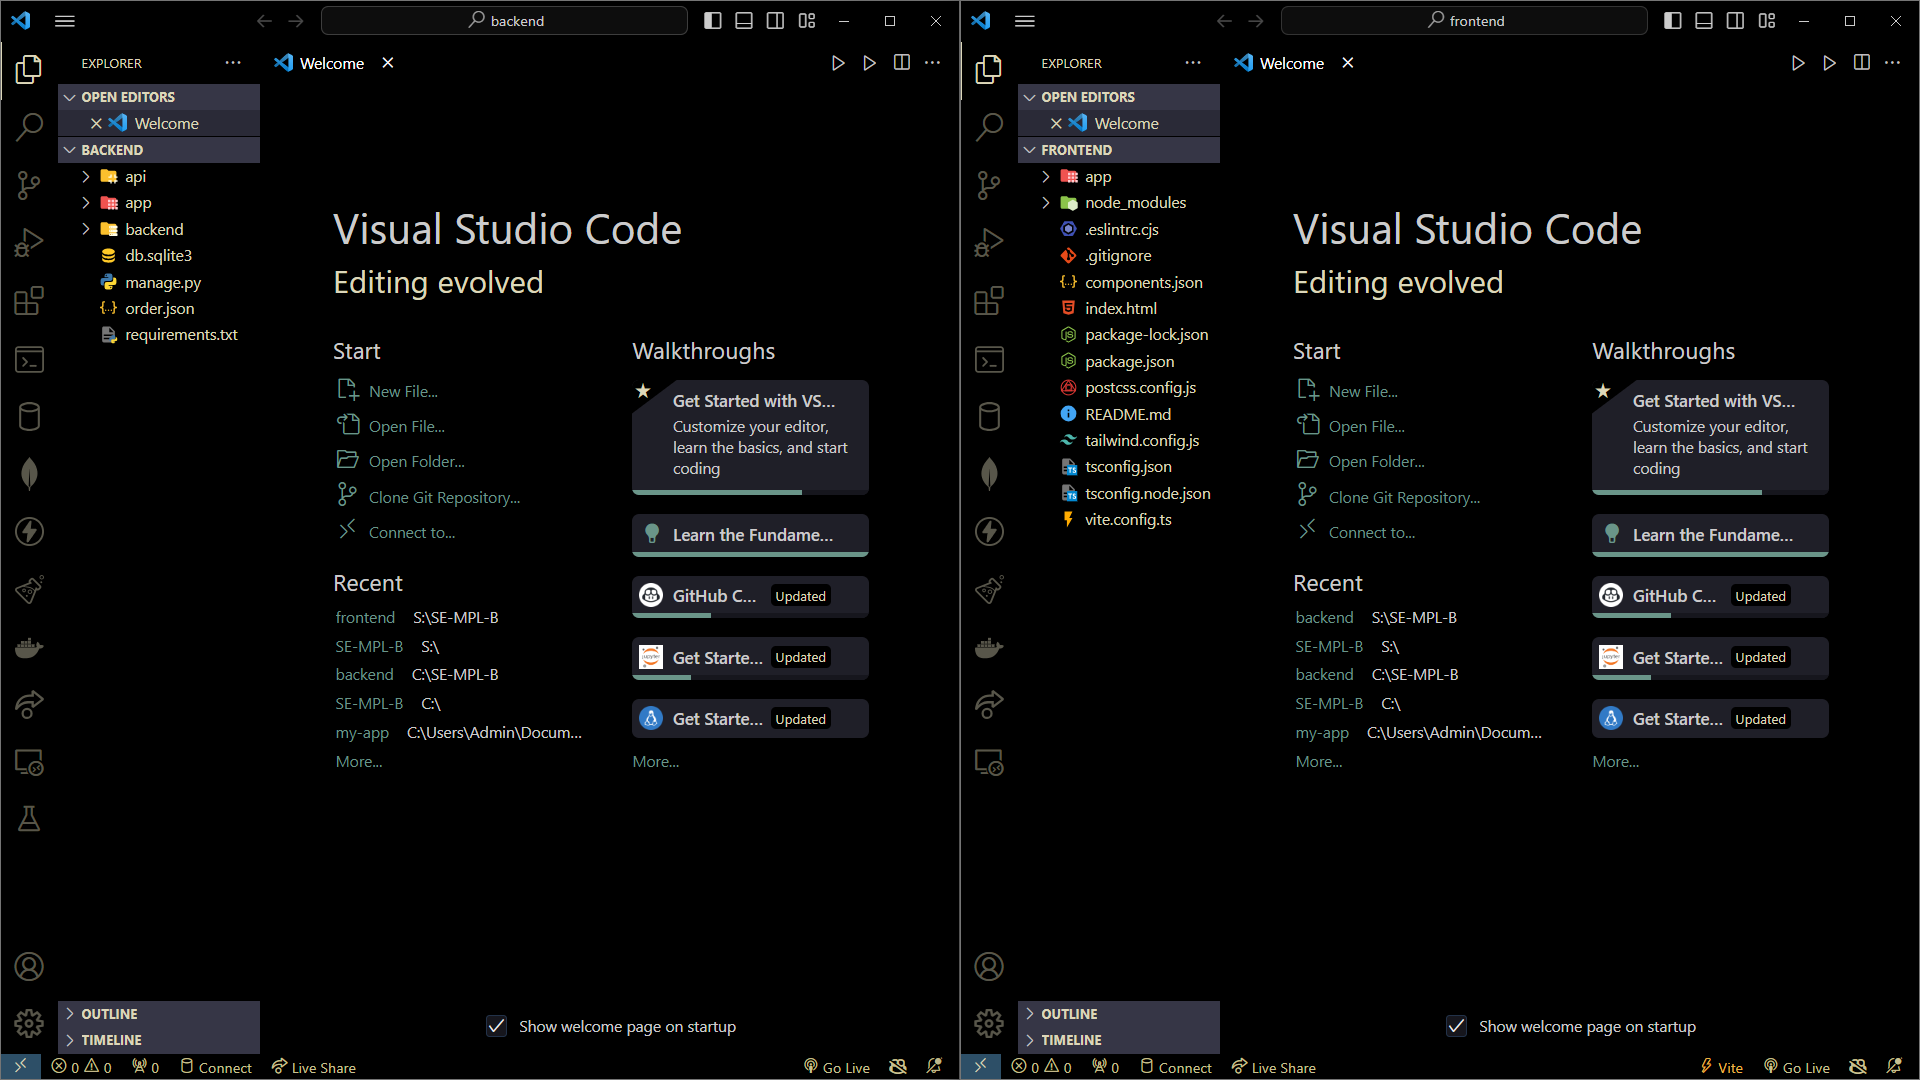 backend
EXPLORER
Welcome
OPEN EDITORS
Welcome
BACKEND
api
app
backend
db.sqlite3
manage.py
order.json
requirements.txt
Visual Studio Code
Editing evolved
Start
New File...
Open File...
Open Folder...
Clone Git Repository...
Connect to...
Recent
frontend S:\SE-MPL-B
SE-MPL-B S:\
backend C:\SE-MPL-B
SE-MPL-B C:\
my-app C:\Users\Admin\Docum...
More...
Walkthroughs
Get Started with VS...
Customize your editor,
learn the basics, and start
coding
Learn the Fundame...
GitHub C... Updated
Get Starte... Updated
Get Starte... Updated
More...
OUTLINE
TIMELINE
Show welcome page on startup
0 0 0 Connect Live Share Go Live
frontend
EXPLORER
Welcome
OPEN EDITORS
Welcome
FRONTEND
app
node_modules
.eslintrc.cjs
.gitignore
components.json
index.html
package-lock.json
package.json
postcss.config.js
README.md
tailwind.config.js
tsconfig.json
tsconfig.node.json
vite.config.ts
Visual Studio Code
Editing evolved
Start
New File...
Open File...
Open Folder...
Clone Git Repository...
Connect to...
Recent
backend S:\SE-MPL-B
SE-MPL-B S:\
backend C:\SE-MPL-B
SE-MPL-B C:\
my-app C:\Users\Admin\Docum...
More...
Walkthroughs
Get Started with VS...
Customize your editor,
learn the basics, and start
coding
Learn the Fundame...
GitHub C... Updated
Get Starte... Updated
Get Starte... Updated
More...
OUTLINE
TIMELINE
Show welcome page on startup
0 0 0 Connect Live Share Vite Go Live